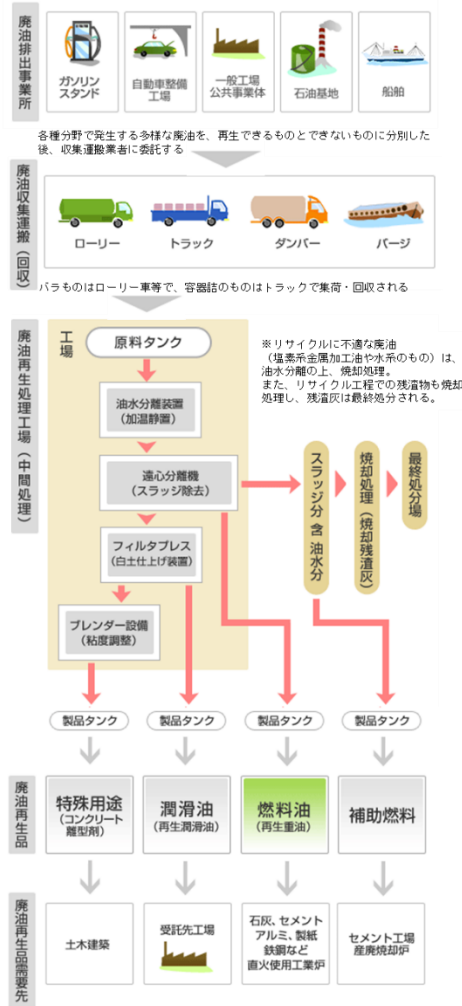 廃油排出事業所
ガソリン
スタンド
自動車整備
工場
一般工場
公共事業体
石油基地
船舶
各種分野で発生する多様な廃油を、再生できるものとできないものに分別した
後、収集運搬業者に委託する
廃油収集運搬（回収）
ローリー
トラック
ダンパー
バージ
バラものはローリー車等で、容器詰のものはトラックで集荷・回収される
廃油再生処理工場（中間処理）
工場
原料タンク
※リサイクルに不適な廃油
（塩素系金属加工油や水系のもの）は、
油水分離の上、焼却処理。
また、リサイクル工程での残渣物も焼却
処理し、残渣灰は最終処分される。
油水分離装置
（加温静置）
遠心分離機
（スラッジ除去）
スラッジ分 含 油水分
焼却処理（焼却残渣灰）
最終処分場
フィルタプレス
（白土仕上げ装置）
ブレンダー設備
（粘度調整）
製品タンク
製品タンク
製品タンク
製品タンク
廃油再生品
特殊用途
（コンクリート
離型剤）
潤滑油
（再生潤滑油）
燃料油
（再生重油）
補助燃料
廃油再生品需要先
土木建築
受託先工場
石灰、セメント
アルミ、製紙
鉄鋼など
直火使用工業炉
セメント工場
産廃焼却炉